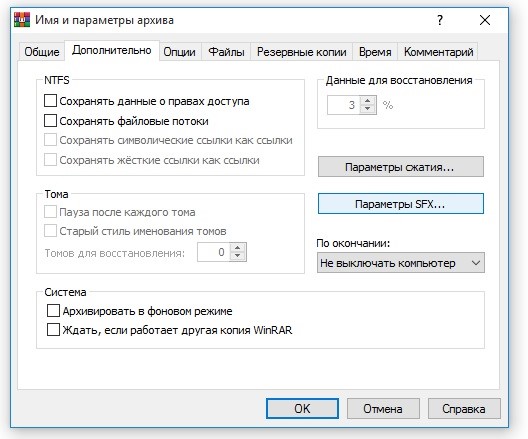 Имя и параметры архива
?
Общие
Дополнительно
Опции
Файлы
Резервные копии
Время
Комментарий
NTFS
Сохранять данные о правах доступа
Сохранять файловые потоки
Сохранять символические ссылки как ссылки
Сохранять жёсткие ссылки как ссылки
Данные для восстановления
3 %
Параметры сжатия...
Тома
Пауза после каждого тома
Старый стиль именования томов
Томов для восстановления: 0
Параметры SFX...
По окончании:
Не выключать компьютер
Система
Архивировать в фоновом режиме
Ждать, если работает другая копия WinRAR
OK
Отмена
Справка